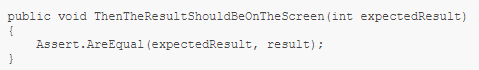 public void ThenTheResultShouldBeOnTheScreen(int expectedResult)
{
    Assert.AreEqual(expectedResult, result);
}